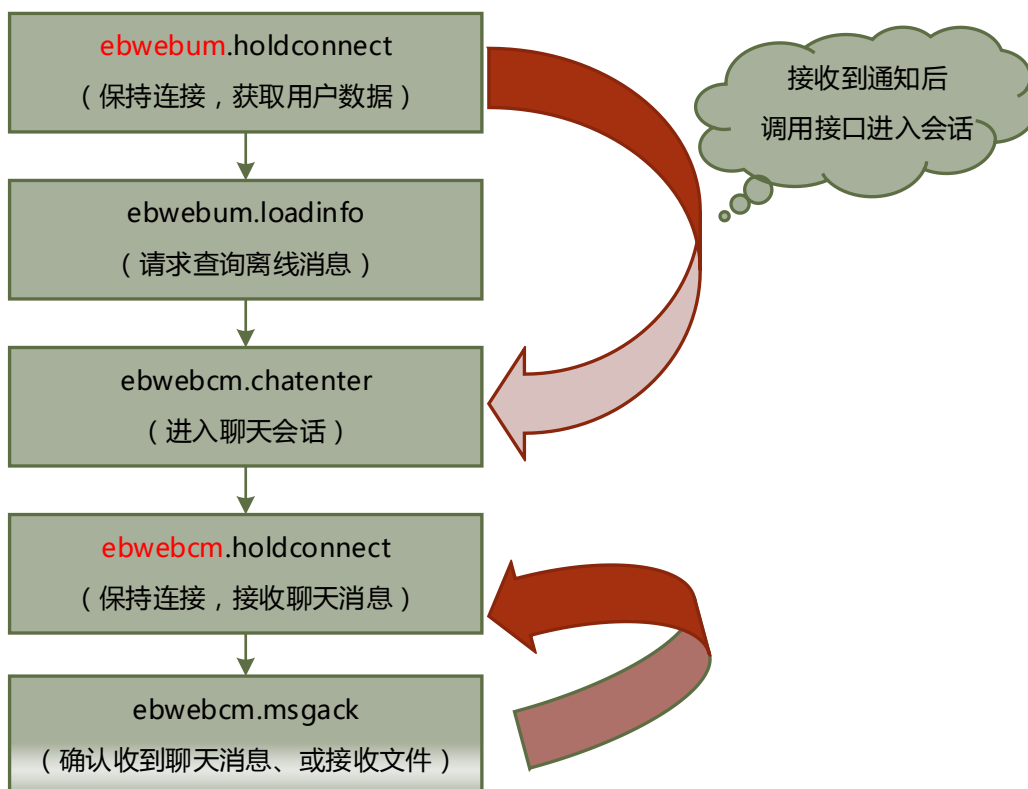 ebwebum.holdconnect
（保持连接，获取用户数据）
接收到通知后
调用接口进入会话
ebwebum.loadinfo
（请求查询离线消息）
ebwebcm.chatenter
（进入聊天会话）
ebwebcm.holdconnect
（保持连接，接收聊天消息）
ebwebcm.msgack
（确认收到聊天消息、或接收文件）